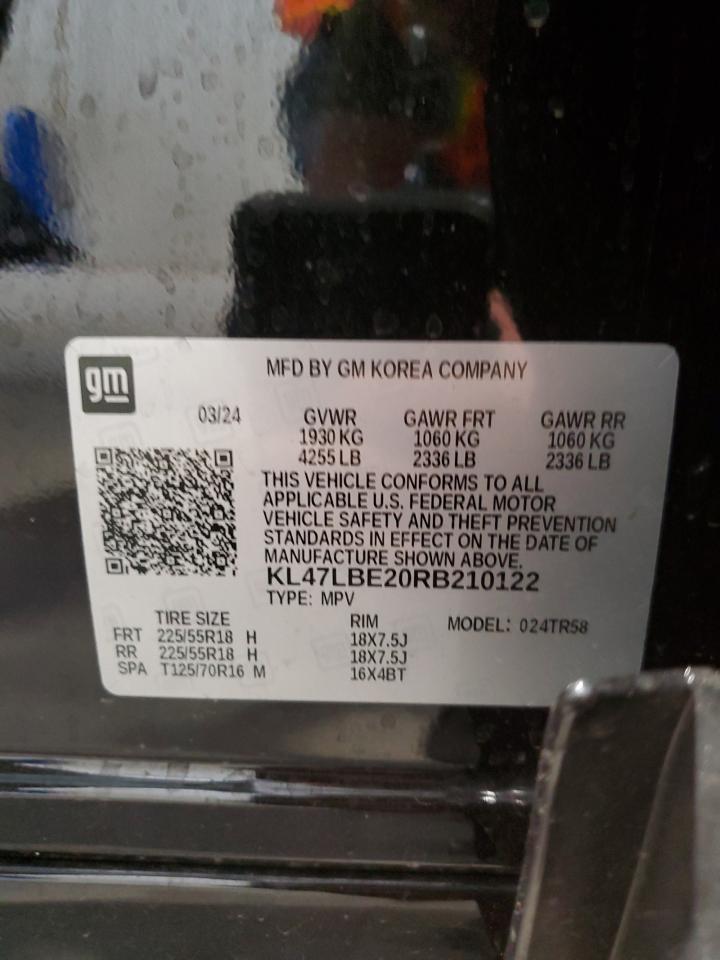 gm
MFD BY GM KOREA COMPANY
03/24 GVWR GAWR FRT GAWR RR
1930 KG 1060 KG 1060 KG
4255 LB 2336 LB 2336 LB
THIS VEHICLE CONFORMS TO ALL
APPLICABLE U.S. FEDERAL MOTOR
VEHICLE SAFETY AND THEFT PREVENTION
STANDARDS IN EFFECT ON THE DATE OF
MANUFACTURE SHOWN ABOVE.
KL47LBE20RB210122
TYPE: MPV
TIRE SIZE RIM MODEL: 024TR58
FRT 225/55R18 H 18X7.5J
RR 225/55R18 H 18X7.5J
SPA T125/70R16 M 16X4BT